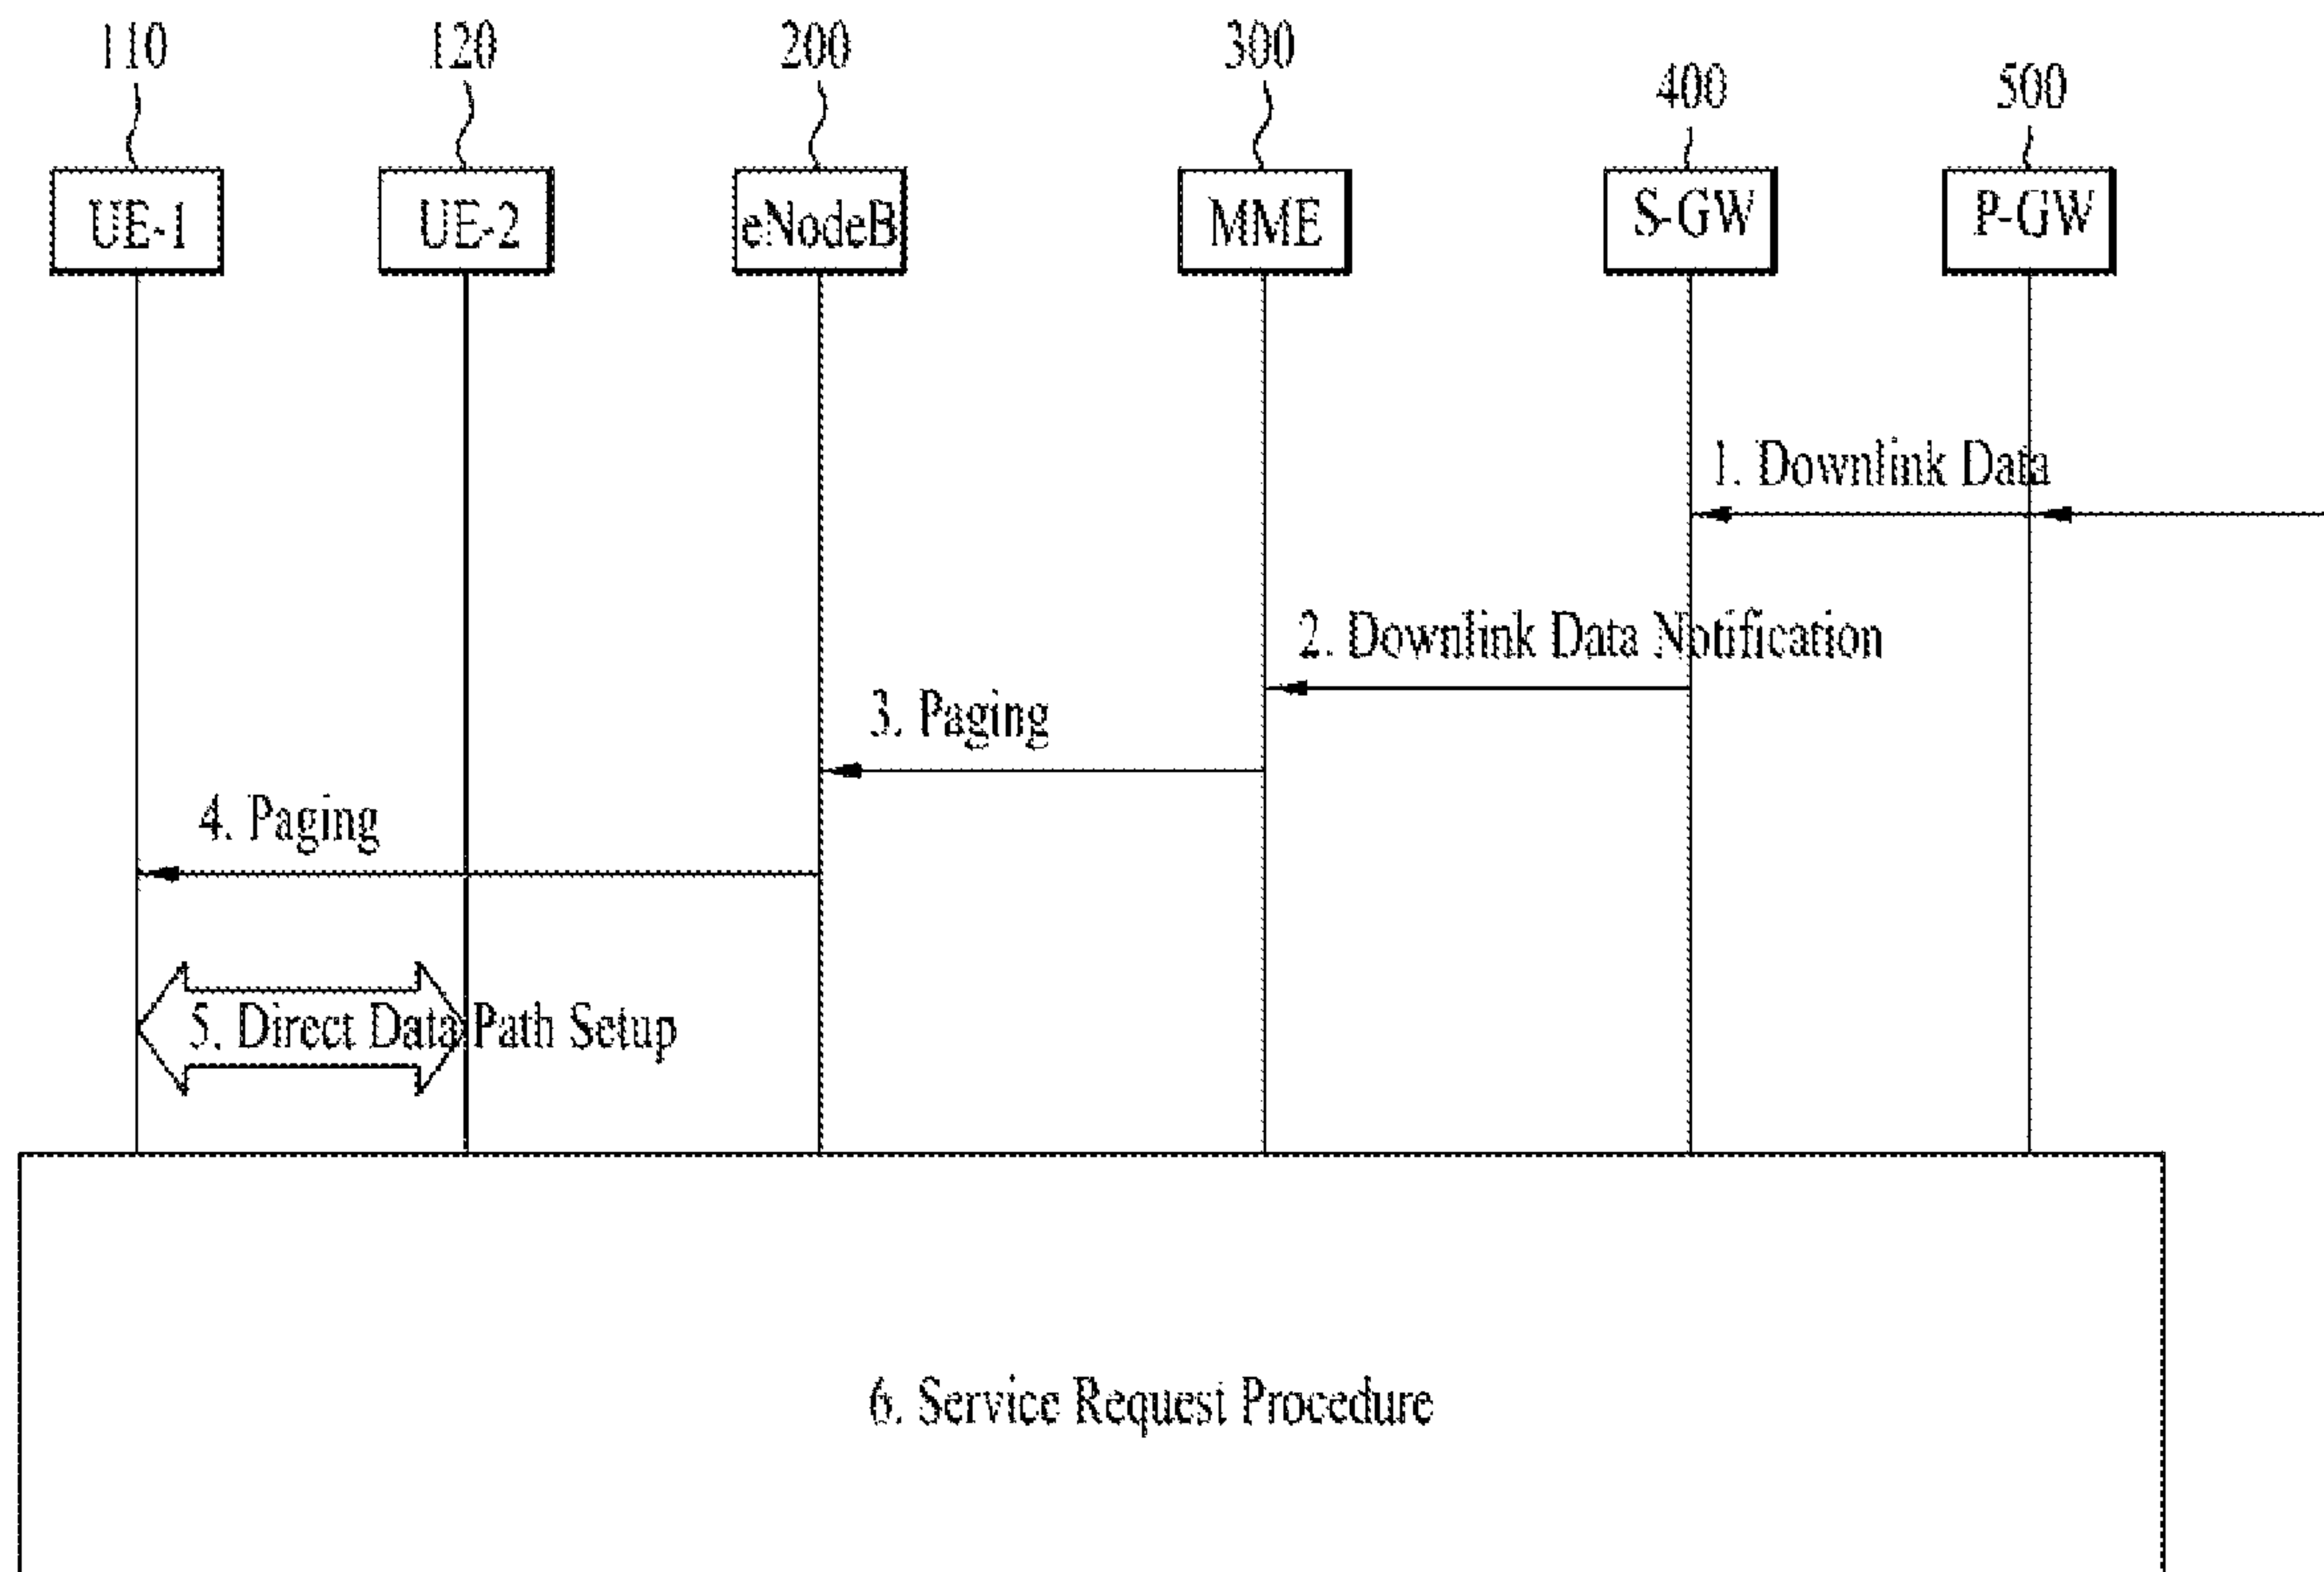 110
120
200
300
400
500
UE-1
UE-2
eNodeB
MME
S-GW
P-GW
1. Downlink Data
2. Downlink Data Notification
3. Paging
4. Paging
5. Direct Data Path Setup
6. Service Request Procedure